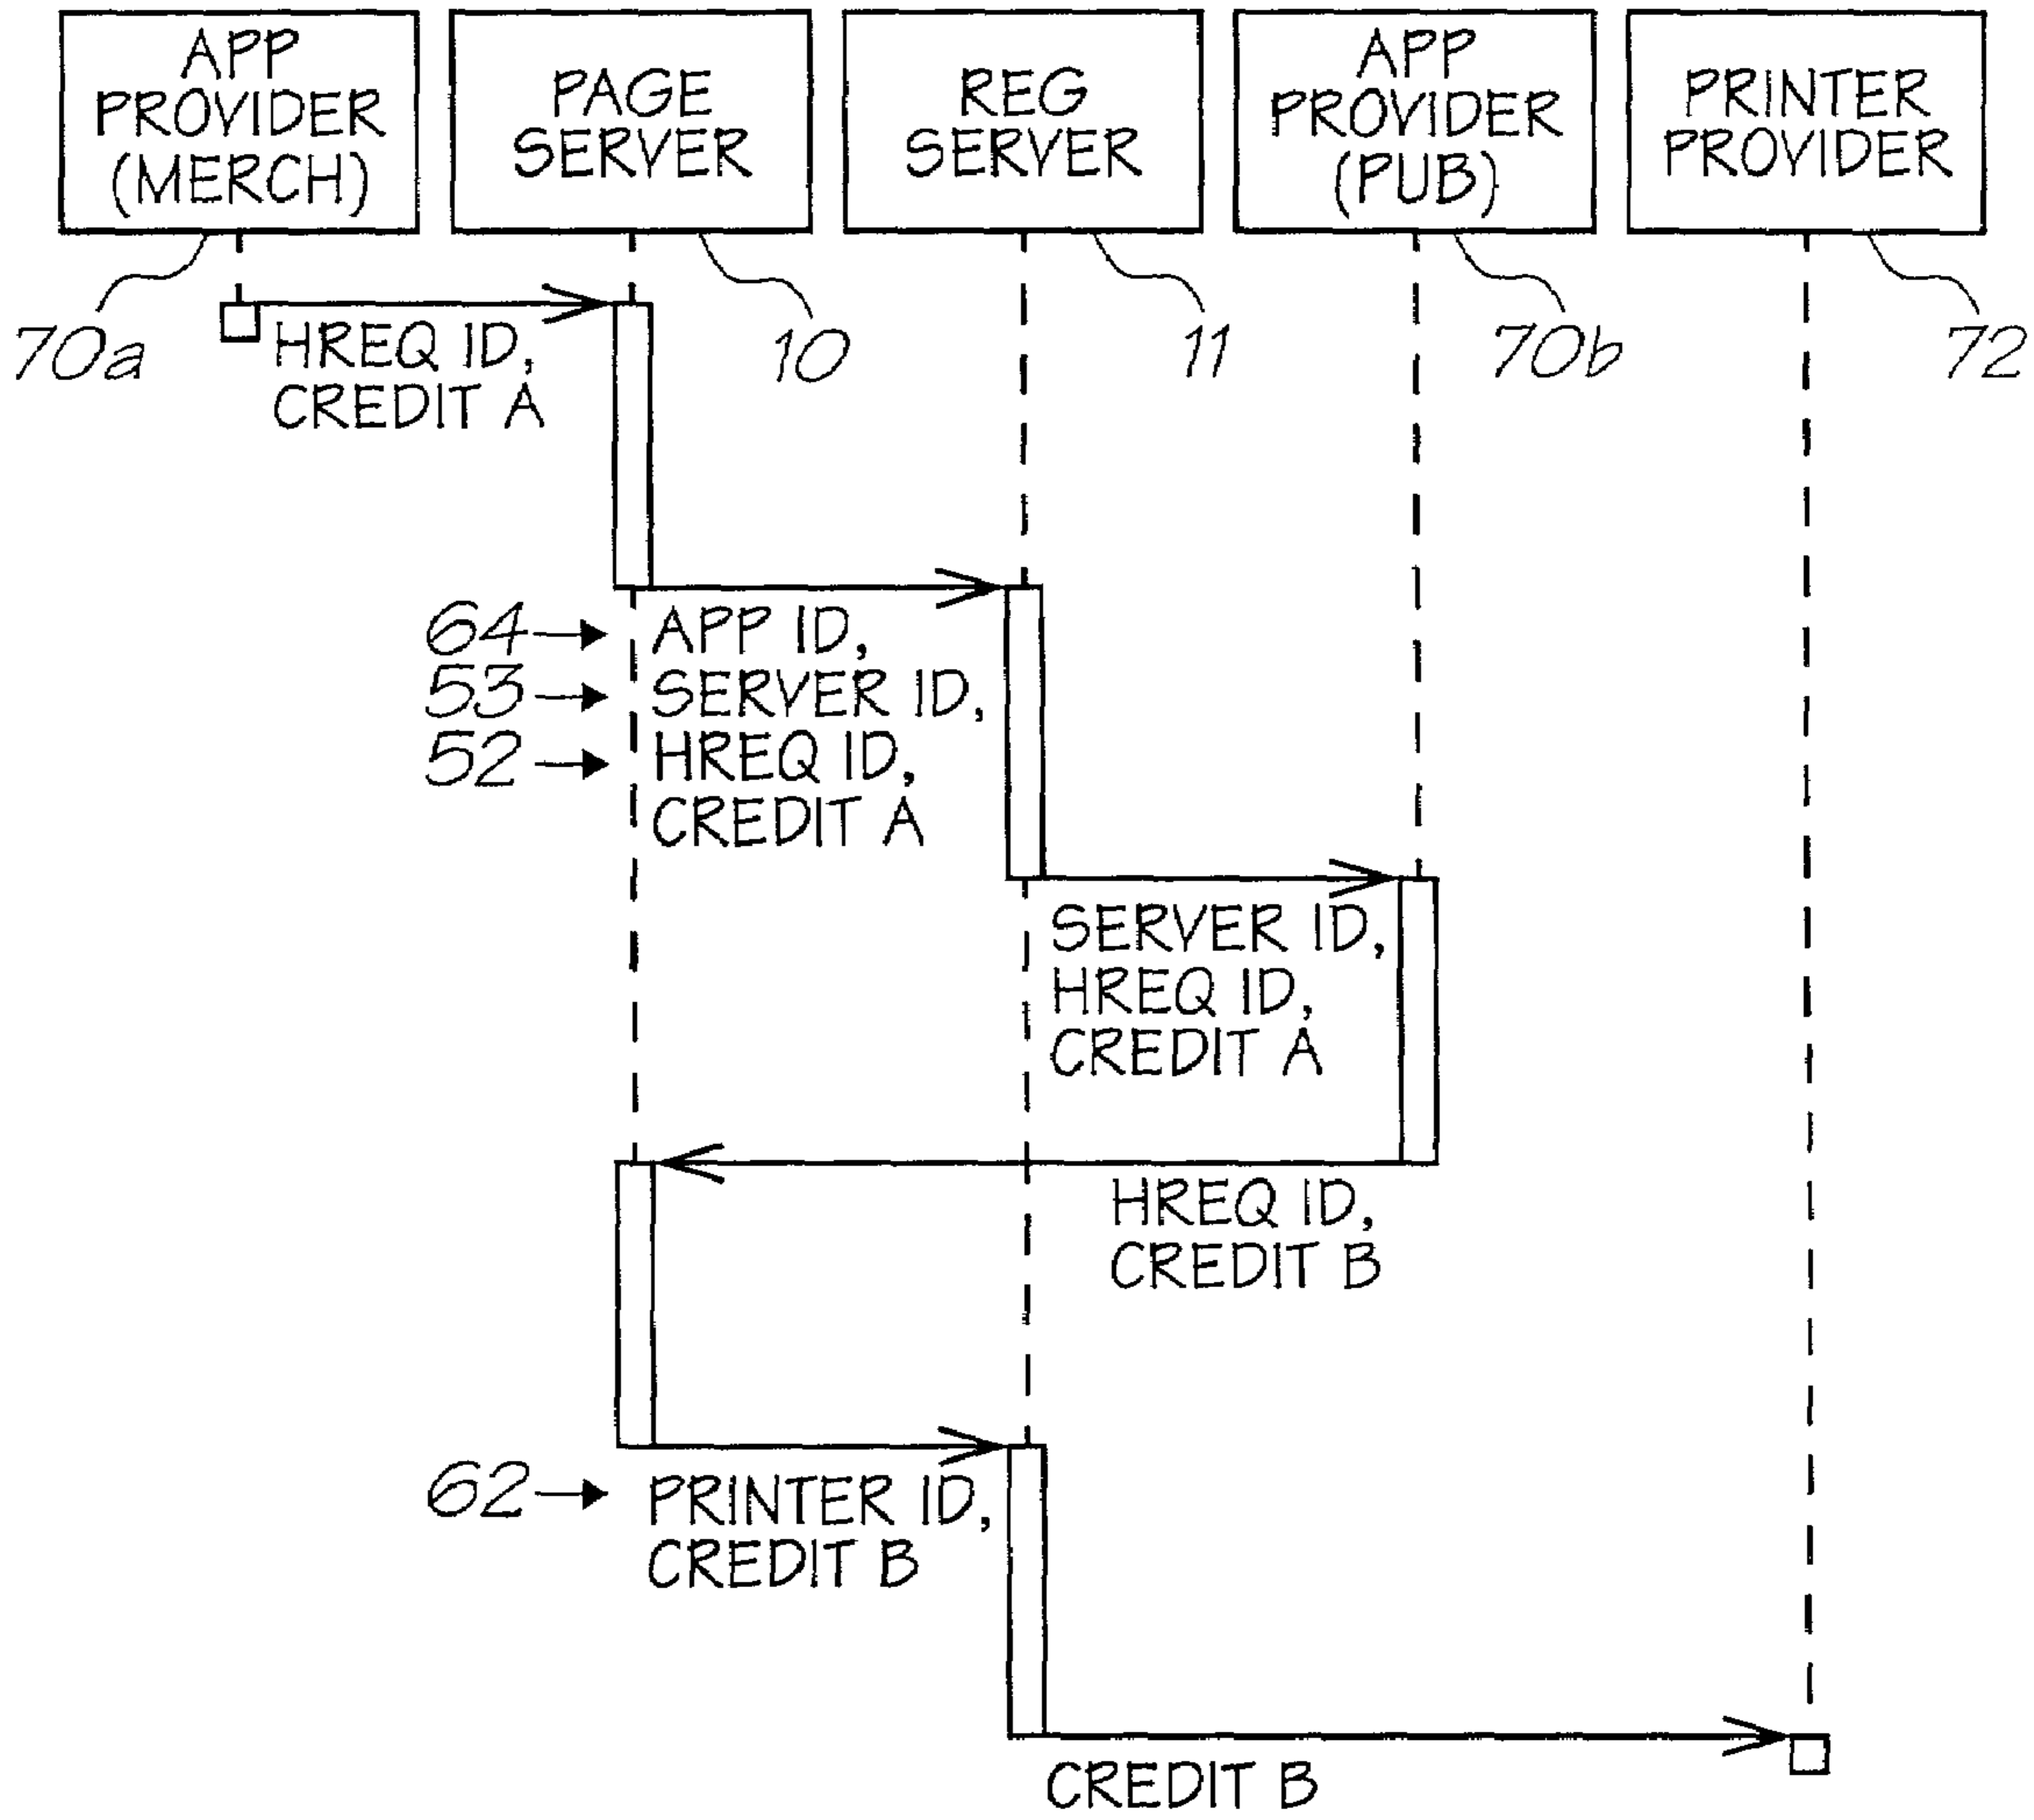 APP
PROVIDER
(MERCH)
PAGE
SERVER
REG
SERVER
APP
PROVIDER
(PUB)
PRINTER
PROVIDER
70a
10
11
70b
72
HREQ ID,
CREDIT A
64
APP ID,
53
SERVER ID,
52
HREQ ID,
CREDIT A
SERVER ID,
HREQ ID,
CREDIT A
HREQ ID,
CREDIT B
62
PRINTER ID,
CREDIT B
CREDIT B